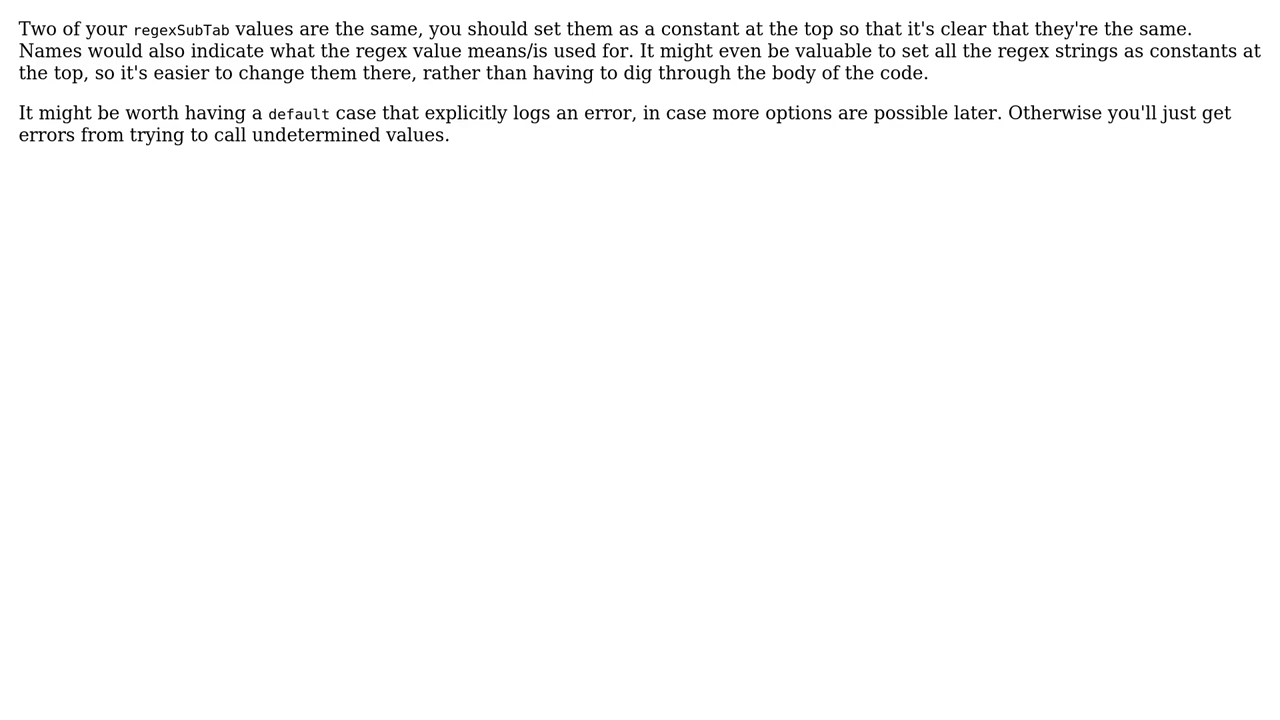 Two of your regexSubTab values are the same, you should set them as a constant at the top so that it's clear that they're the same.
Names would also indicate what the regex value means/is used for. It might even be valuable to set all the regex strings as constants at
the top, so it's easier to change them there, rather than having to dig through the body of the code.
It might be worth having a default case that explicitly logs an error, in case more options are possible later. Otherwise you'll just get
errors from trying to call undetermined values.